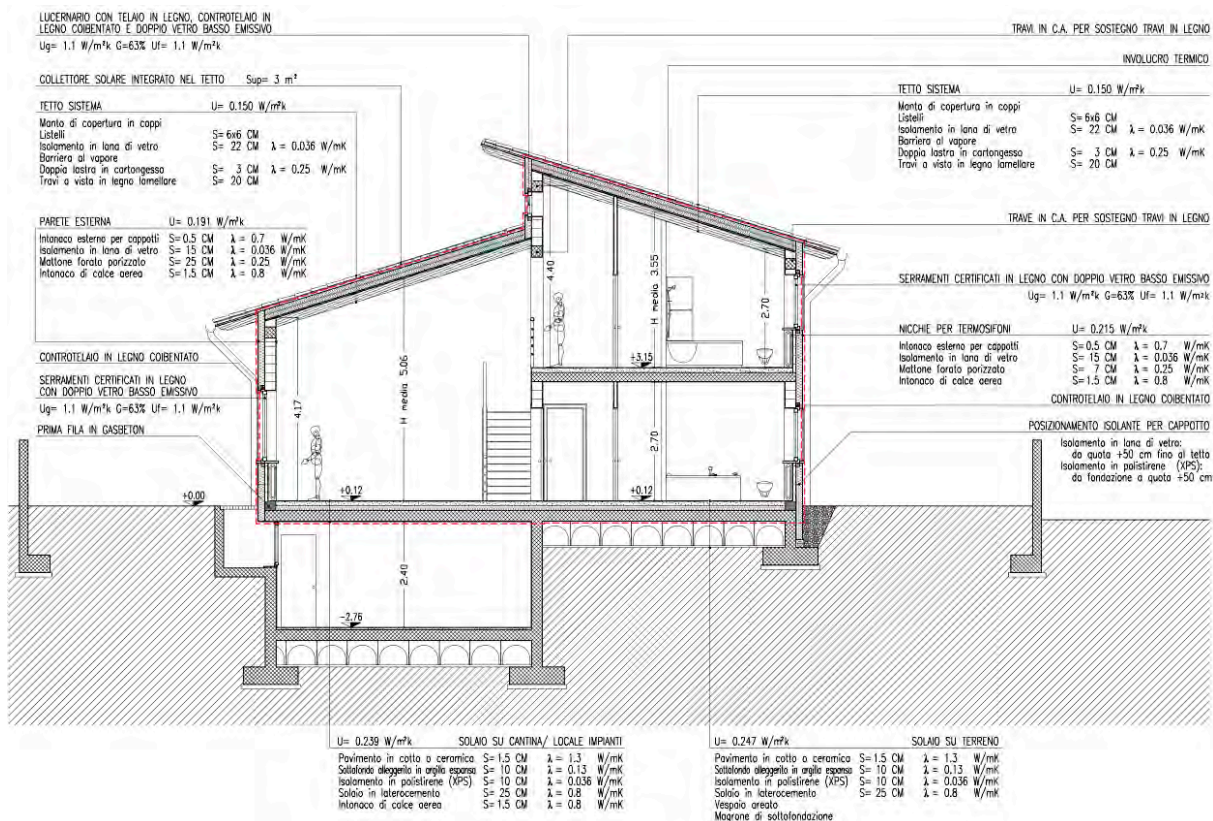 LUCERNARIO CON TELAIO IN LEGNO, CONTROTELAIO IN
LEGNO COIBENTATO E DOPPIO VETRO BASSO EMISSIVO
Ug= 1.1 W/m²k G=63% Uf= 1.1 W/m²k
COLLETTORE SOLARE INTEGRATO NEL TETTO Sup= 3 m²
TETTO SISTEMA U= 0.150 W/m²k
Manto di copertura in coppi
Listelli S= 6x6 CM
Isolamento in lana di vetro S= 22 CM λ = 0.036 W/mK
Barriera al vapore
Doppia lastra in cartongesso S= 3 CM λ = 0.25 W/mK
Travi a vista in legno lamellare S= 20 CM
PARETE ESTERNA U= 0.191 W/m²k
Intonaco esterno per cappotti S= 0.5 CM λ = 0.7 W/mK
Isolamento in lana di vetro S= 15 CM λ = 0.036 W/mK
Mattone forato porizzato S= 25 CM λ = 0.25 W/mK
Intonaco di calce aerea S= 1.5 CM λ = 0.8 W/mK
CONTROTELAIO IN LEGNO COIBENTATO
SERRAMENTI CERTIFICATI IN LEGNO
CON DOPPIO VETRO BASSO EMISSIVO
Ug= 1.1 W/m²k G=63% Uf= 1.1 W/m²k
PRIMA FILA IN GASBETON
TRAVI IN C.A. PER SOSTEGNO TRAVI IN LEGNO
INVOLUCRO TERMICO
TETTO SISTEMA U= 0.150 W/m²k
Manto di copertura in coppi
Listelli S= 6x6 CM
Isolamento in lana di vetro S= 22 CM λ = 0.036 W/mK
Barriera al vapore
Doppia lastra in cartongesso S= 3 CM λ = 0.25 W/mK
Travi a vista in legno lamellare S= 20 CM
TRAVE IN C.A. PER SOSTEGNO TRAVI IN LEGNO
SERRAMENTI CERTIFICATI IN LEGNO CON DOPPIO VETRO BASSO EMISSIVO
Ug= 1.1 W/m²k G=63% Uf= 1.1 W/m²k
NICCHIE PER TERMOSIFONI U= 0.215 W/m²k
Intonaco esterno per cappotti S= 0.5 CM λ = 0.7 W/mK
Isolamento in lana di vetro S= 15 CM λ = 0.036 W/mK
Mattone forato porizzato S= 7 CM λ = 0.25 W/mK
Intonaco di calce aerea S= 1.5 CM λ = 0.8 W/mK
CONTROTELAIO IN LEGNO COIBENTATO
POSIZIONAMENTO ISOLANTE PER CAPPOTTO
Isolamento in lana di vetro:
da quota +50 cm fino al tetto
Isolamento in polistirene (XPS):
da fondazione a quota +50 cm
4.40
H media 3.55
2.70
+3.15
H media 5.06
4.17
2.70
+0.12
+0.12
+0.00
2.40
-2.76
U= 0.239 W/m²k SOLAIO SU CANTINA/ LOCALE IMPIANTI
Pavimento in cotto o ceramica S= 1.5 CM λ = 1.3 W/mK
Sottofondo alleggerito in argilla espansa S= 10 CM λ = 0.13 W/mK
Isolamento in polistirene (XPS) S= 10 CM λ = 0.036 W/mK
Solaio in laterocemento S= 25 CM λ = 0.8 W/mK
Intonaco di calce aerea S= 1.5 CM λ = 0.8 W/mK
U= 0.247 W/m²k SOLAIO SU TERRENO
Pavimento in cotto o ceramica S= 1.5 CM λ = 1.3 W/mK
Sottofondo alleggerito in argilla espansa S= 10 CM λ = 0.13 W/mK
Isolamento in polistirene (XPS) S= 10 CM λ = 0.036 W/mK
Solaio in laterocemento S= 25 CM λ = 0.8 W/mK
Vespaio areato
Magrone di sottofondazione